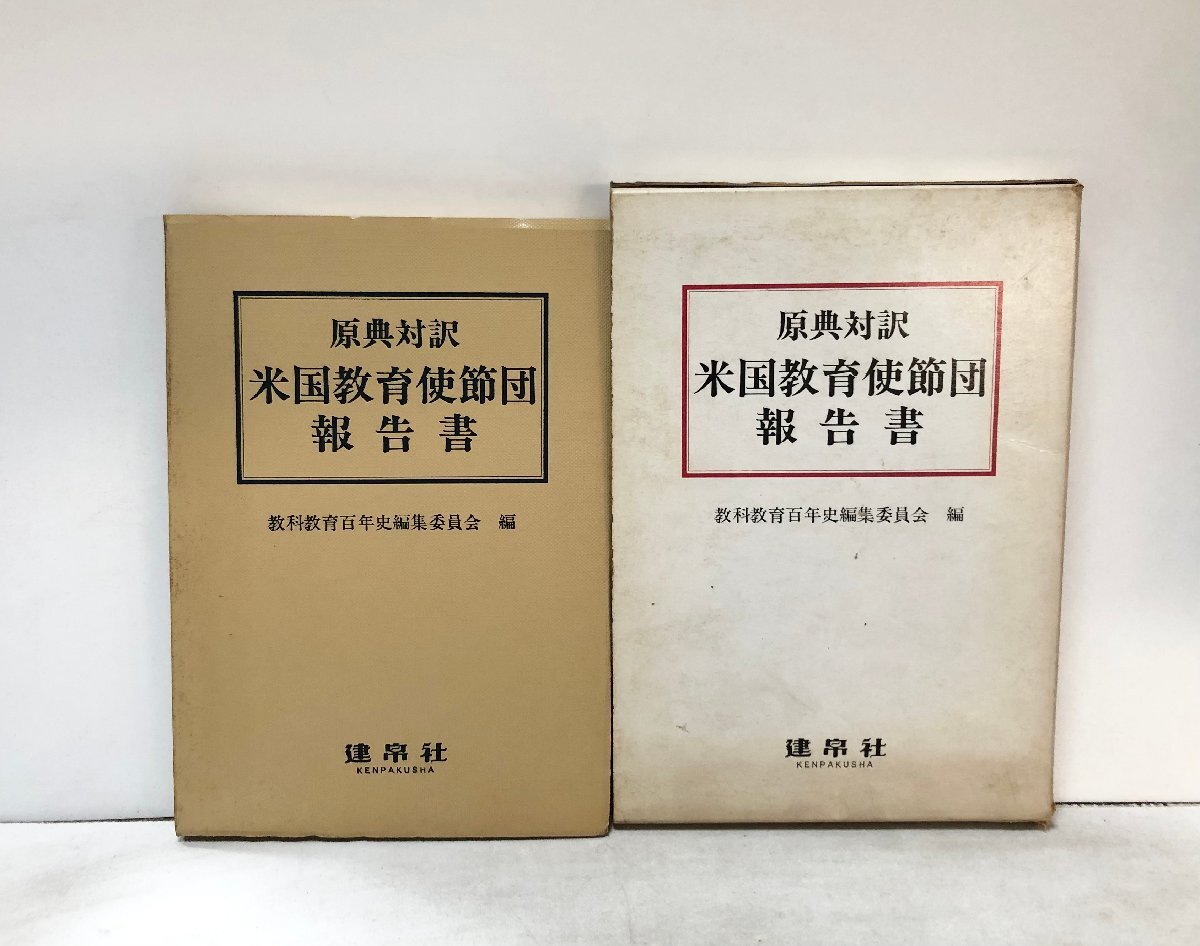 原典対訳
米国教育使節団
報告書
教科教育百年史編集委員会 編
建帛社
KENPAKUSHA
原典対訳
米国教育使節団
報告書
教科教育百年史編集委員会 編
建帛社
KENPAKUSHA